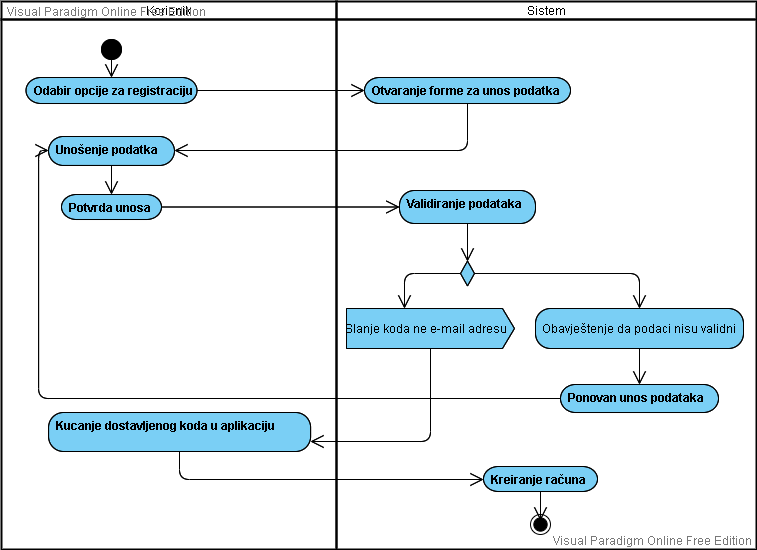 Visual Paradigm Online Free Edition
Korisnik
Sistem
Odabir opcije za registraciju
Otvaranje forme za unos podatka
Unošenje podatka
Potvrda unosa
Validiranje podataka
Slanje koda ne e-mail adresu
Obavještenje da podaci nisu validni
Ponovan unos podataka
Kucanje dostavljenog koda u aplikaciju
Kreiranje računa
Visual Paradigm Online Free Edition